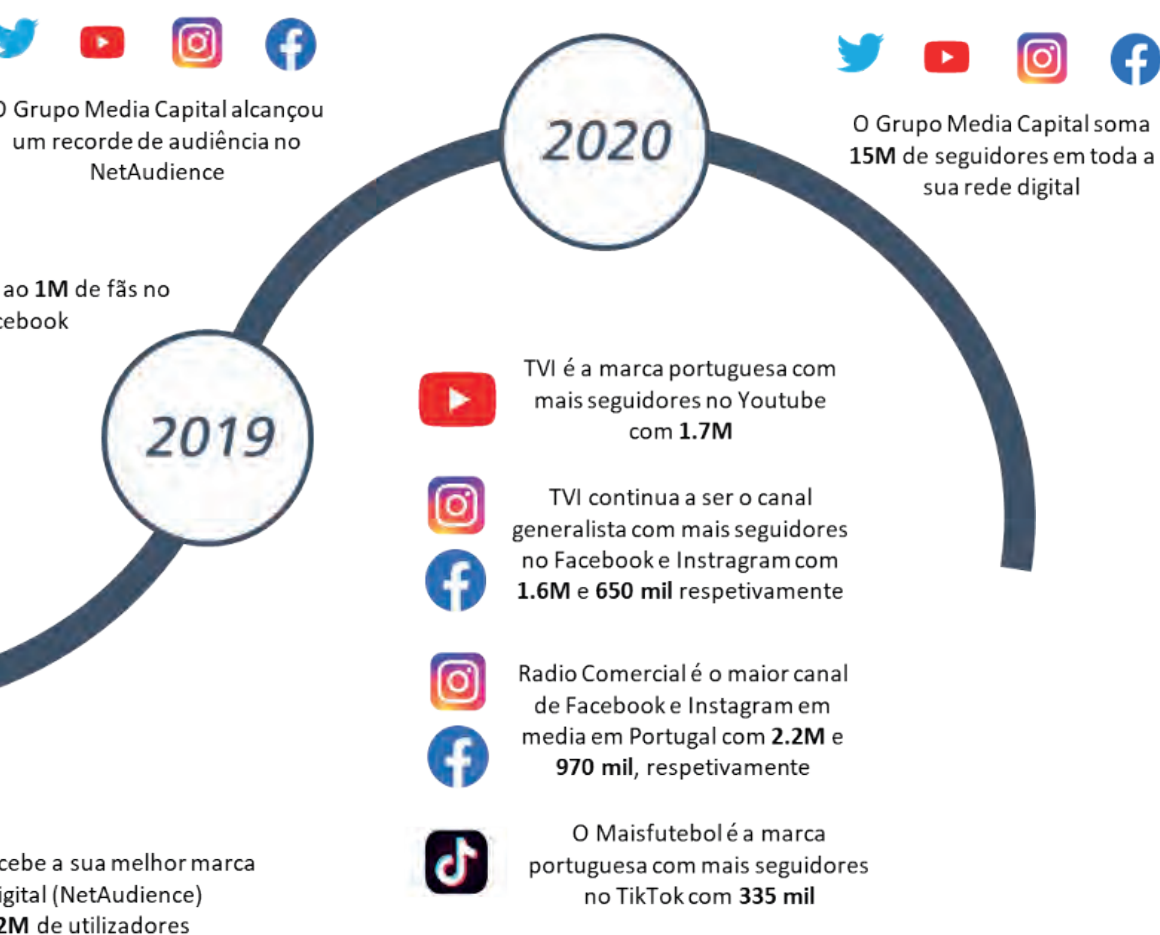 O Grupo Media Capital alcançou
um recorde de audiência no
NetAudience
2020
O Grupo Media Capital soma
15M de seguidores em toda a
sua rede digital
ao 1M de fãs no
cebook
2019
TVI é a marca portuguesa com
mais seguidores no Youtube
com 1.7M
TVI continua a ser o canal
generalista com mais seguidores
no Facebook e Instragram com
1.6M e 650 mil respetivamente
Radio Comercial é o maior canal
de Facebook e Instagram em
media em Portugal com 2.2M e
970 mil, respetivamente
O Maisfutebol é a marca
portuguesa com mais seguidores
no TikTok com 335 mil
cebe a sua melhor marca
igital (NetAudience)
2M de utilizadores